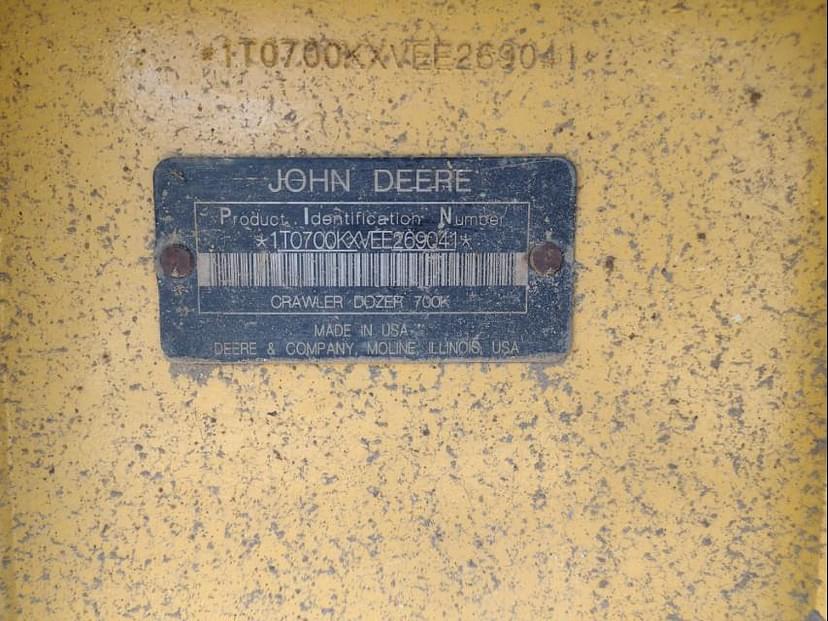 *1T0700KXVEE269041*
JOHN DEERE
Product Identification Number
*1T0700KXVEE269041*
CRAWLER DOZER 700K
MADE IN USA
DEERE & COMPANY, MOLINE, ILLINOIS, USA